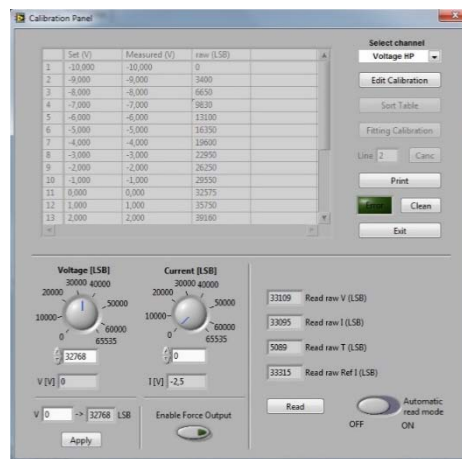 Calibration Panel
Select channel
Voltage HP
Set (V) Measured (V) raw (LSB)
1 -10,000 -10,000 0
2 -9,000 -9,000 3400
3 -8,000 -8,000 6650
4 -7,000 -7,000 9830
5 -6,000 -6,000 13100
6 -5,000 -5,000 16350
7 -4,000 -4,000 19600
8 -3,000 -3,000 22950
9 -2,000 -2,000 26250
10 -1,000 -1,000 29550
11 0,000 0,000 32575
12 1,000 1,000 35750
13 2,000 2,000 39160
Edit Calibration
Sort Table
Fitting Calibration
Line 2 Canc
Print
Error Clean
Exit
Voltage [LSB]
30000 40000
20000 50000
10000 60000
0 65535
32768
V [V] 0
Current [LSB]
30000 40000
20000 50000
10000 60000
0 65535
0
I [V] -2,5
33109 Read raw V (LSB)
33095 Read raw I (LSB)
5089 Read raw T (LSB)
33315 Read raw Ref I (LSB)
V 0 -> 32768 LSB
Apply
Enable Force Output
Read
Automatic
read mode
OFF ON